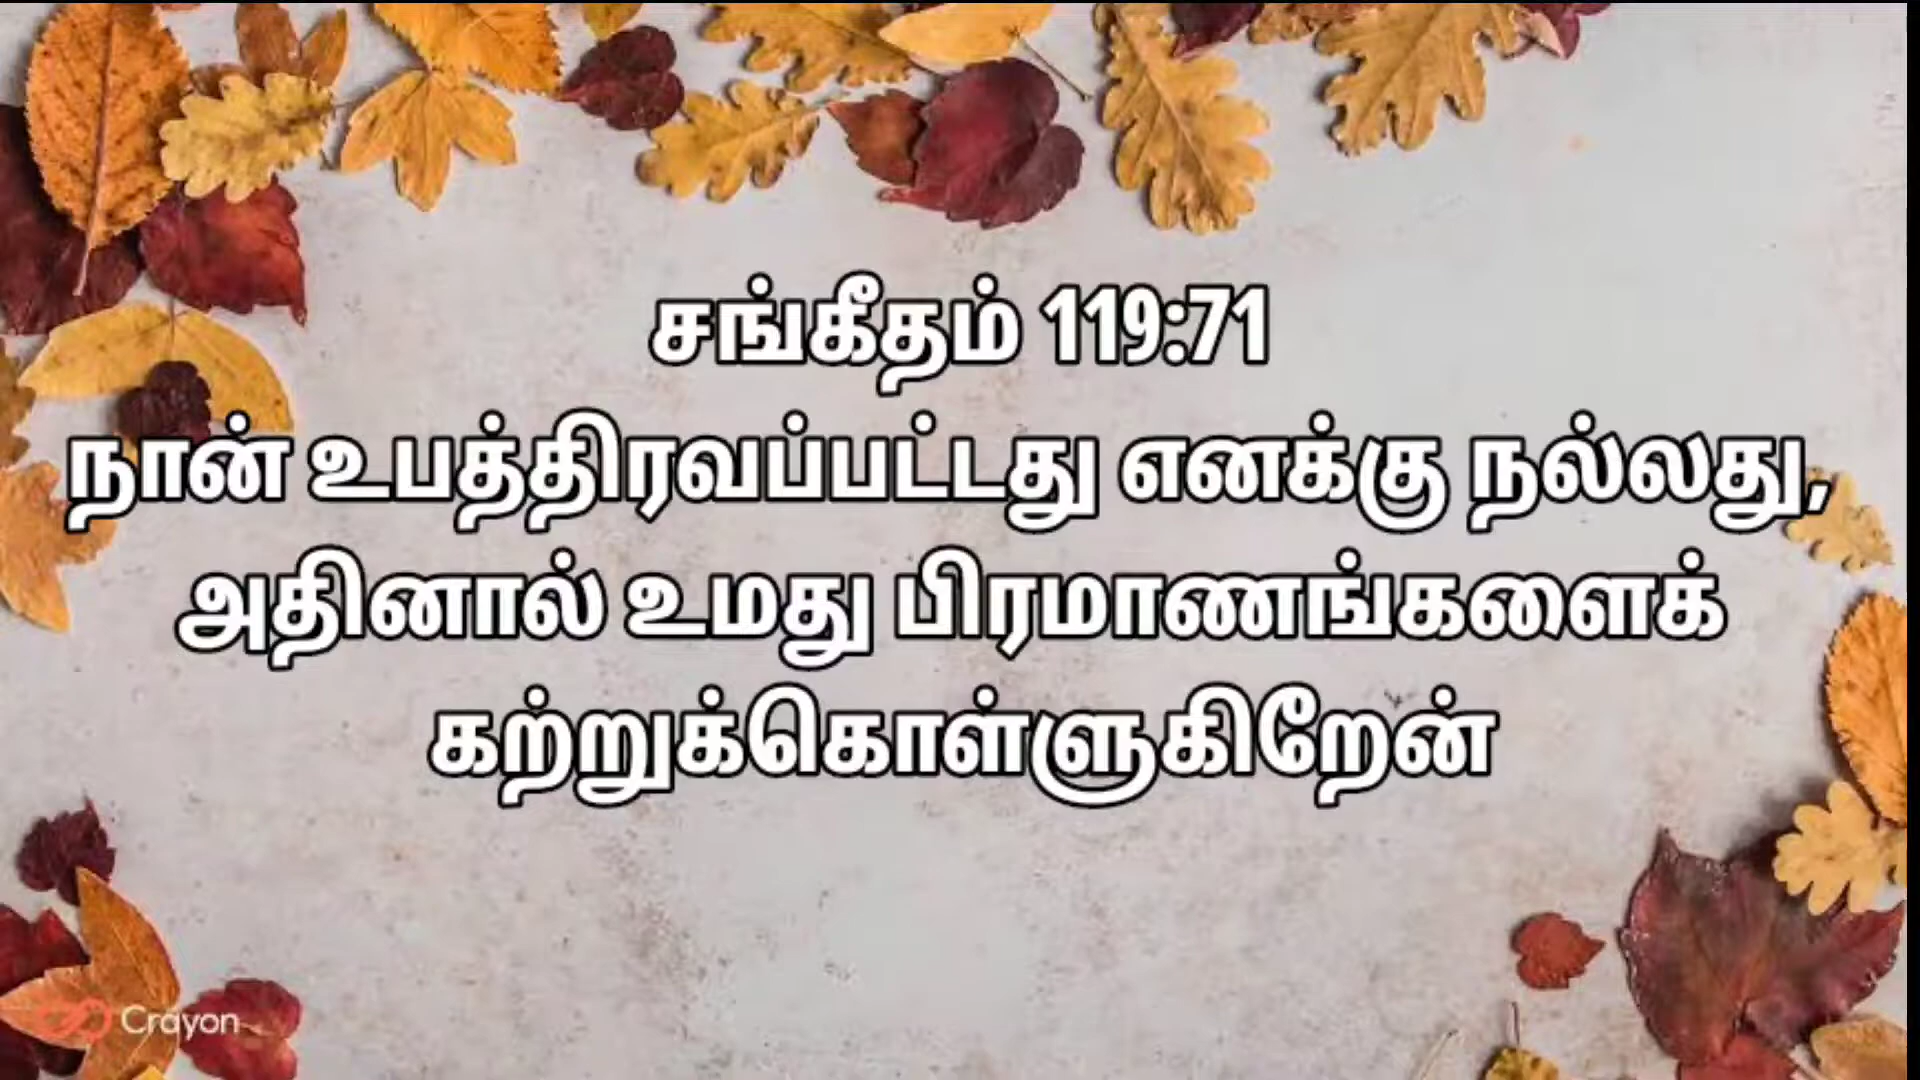 சங்கீதம் 119:71
நான் உபத்திரவப்பட்டது எனக்கு நல்லது,
அதினால் உமது பிரமாணங்களைக்
கற்றுக்கொள்ளுகிறேன்
Crayon